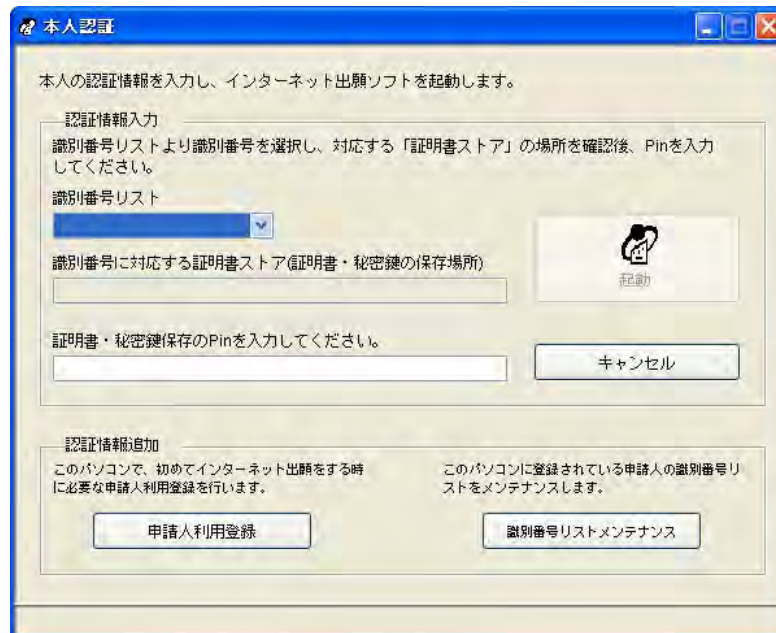 本人認証
本人の認証情報を入力し、インターネット出願ソフトを起動します。
認証情報入力
識別番号リストより識別番号を選択し、対応する「証明書ストア」の場所を確認後、Pinを入力
してください。
識別番号リスト
識別番号に対応する証明書ストア(証明書・秘密鍵の保存場所)
起動
証明書・秘密鍵保存のPinを入力してください。
キャンセル
認証情報追加
このパソコンで、初めてインターネット出願をする時
に必要な申請人利用登録を行います。
申請人利用登録
このパソコンに登録されている申請人の識別番号リ
ストをメンテナンスします。
識別番号リストメンテナンス